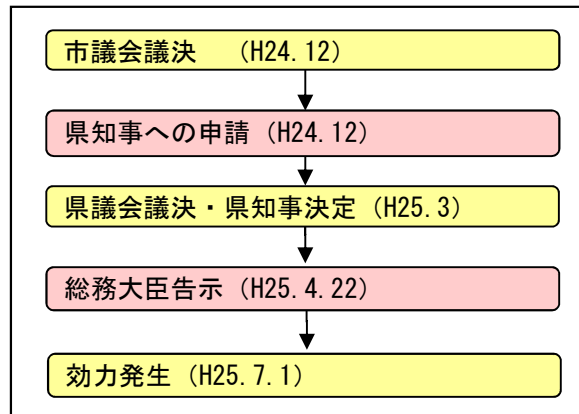 市議会議決　（H24.12）
県知事への申請（H24.12）
県議会議決・県知事決定（H25.3）
総務大臣告示（H25.4.22）
効力発生（H25.7.1）